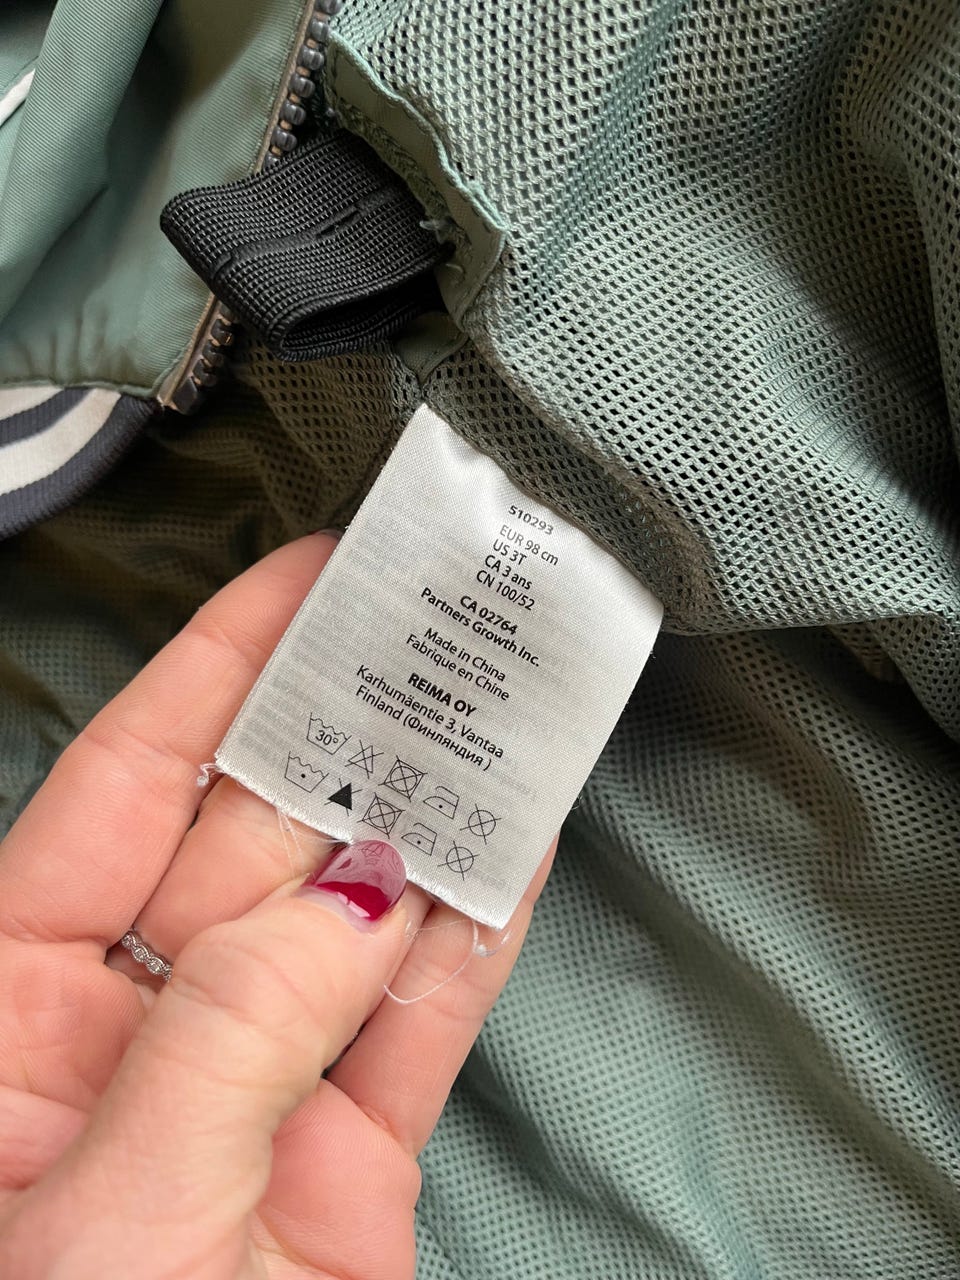 510293
EUR 98 cm
US 3T
CA 3 ans
CN 100/52
CA 02764
Partners Growth Inc.
Made in China
Fabrique en Chine
REIMA OY
Karhumäentie 3, Vantaa
Finland (Финляндия )
30°